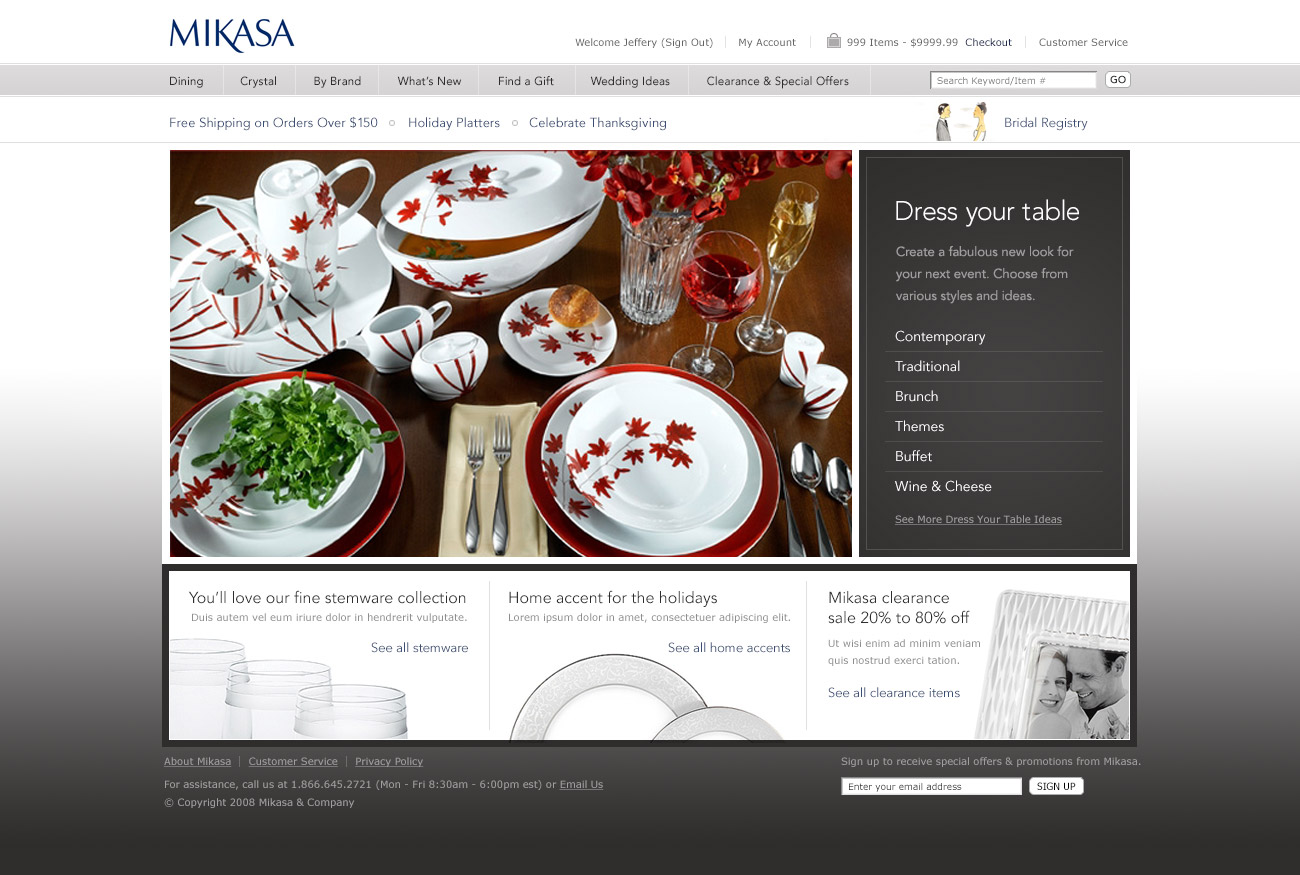 MIKASA
Welcome Jeffery (Sign Out)
My Account
999 Items - $9999.99 Checkout
Customer Service
Dining
Crystal
By Brand
What's New
Find a Gift
Wedding Ideas
Clearance & Special Offers
Search Keyword/Item #
GO
Free Shipping on Orders Over $150
Holiday Platters
Celebrate Thanksgiving
Bridal Registry
Dress your table
Create a fabulous new look for
your next event. Choose from
various styles and ideas.
Contemporary
Traditional
Brunch
Themes
Buffet
Wine & Cheese
See More Dress Your Table Ideas
You'll love our fine stemware collection
Duis autem vel eum iriure dolor in hendrerit vulputate.
See all stemware
Home accent for the holidays
Lorem ipsum dolor in amet, consectetuer adipiscing elit.
See all home accents
Mikasa clearance
sale 20% to 80% off
Ut wisi enim ad minim veniam
quis nostrud exerci tation.
See all clearance items
About Mikasa
Customer Service
Privacy Policy
For assistance, call us at 1.866.645.2721 (Mon - Fri 8:30am - 6:00pm est) or Email Us
© Copyright 2008 Mikasa & Company
Sign up to receive special offers & promotions from Mikasa.
Enter your email address
SIGN UP